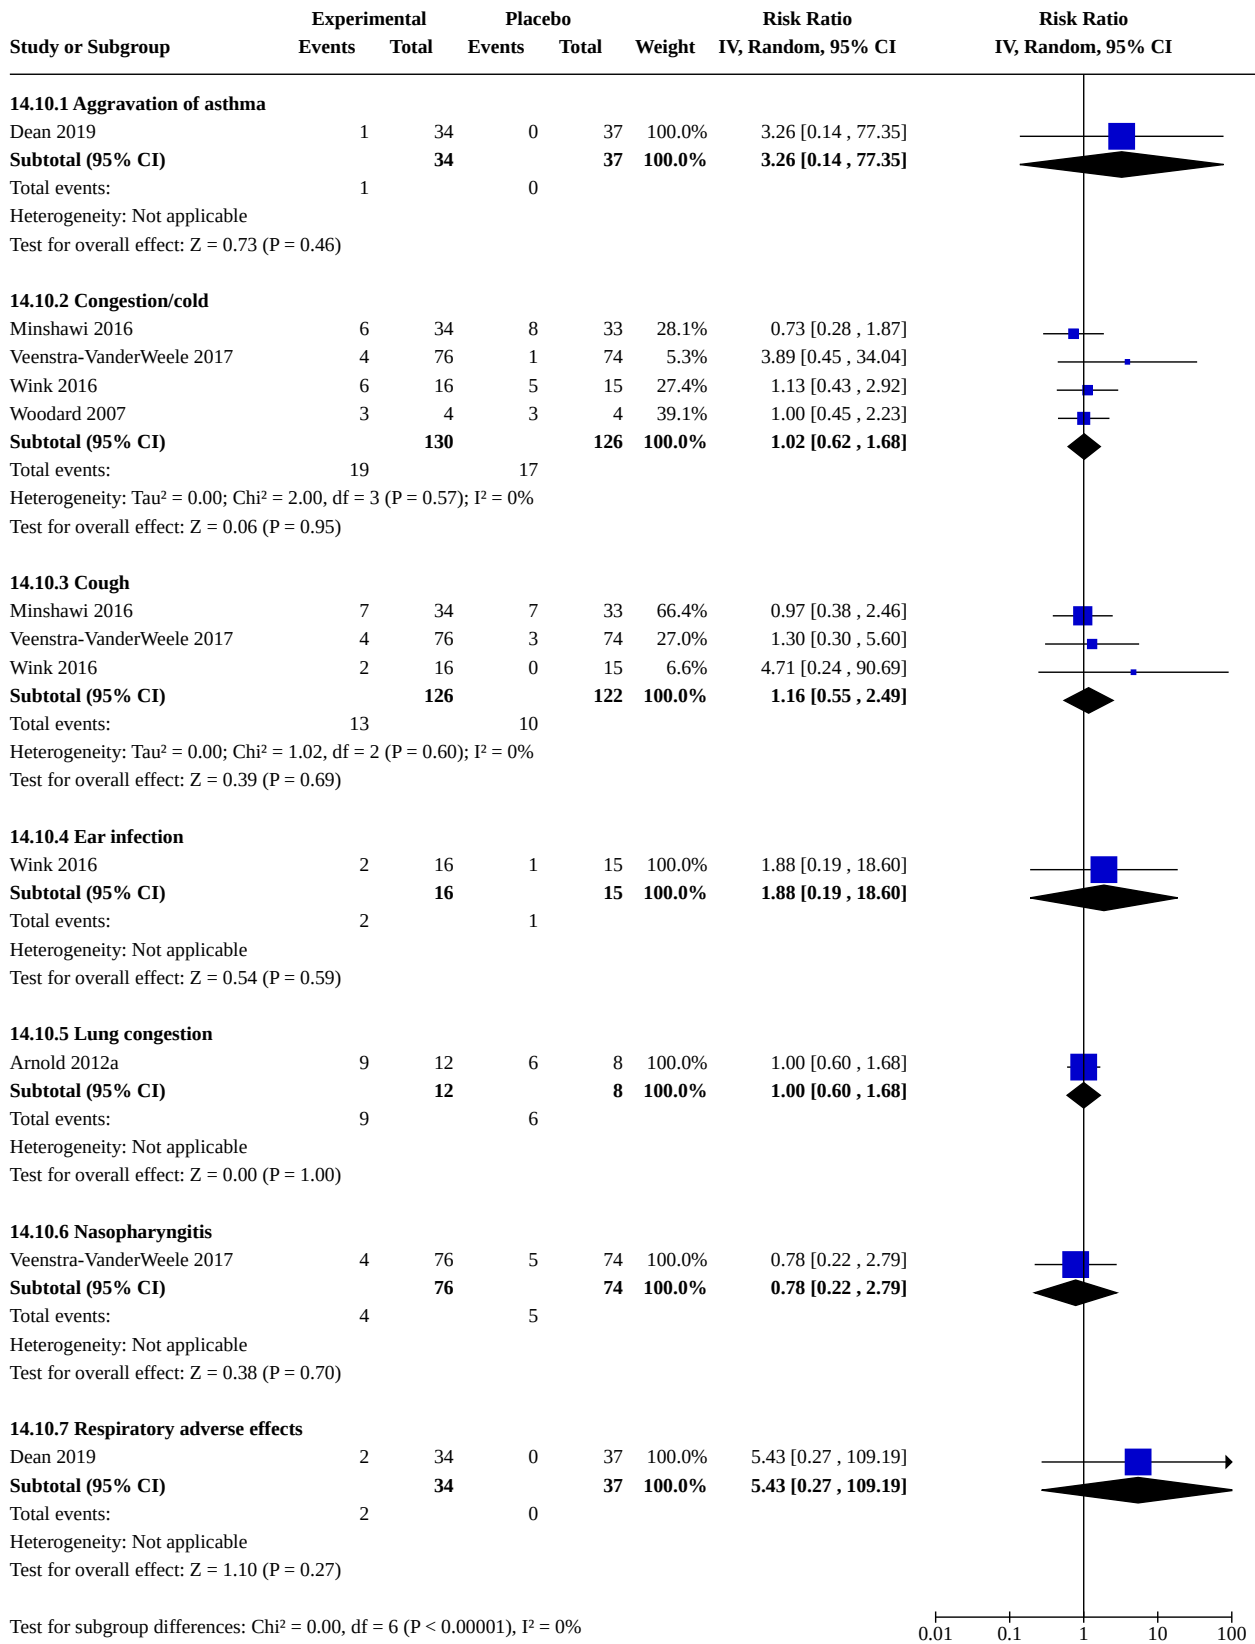 Experimental Placebo Risk Ratio Risk Ratio
Study or Subgroup Events Total Events Total Weight IV, Random, 95% CI IV, Random, 95% CI
14.10.1 Aggravation of asthma
Dean 2019 1 34 0 37 100.0% 3.26 [0.14 , 77.35]
Subtotal (95% CI) 34 37 100.0% 3.26 [0.14 , 77.35]
Total events: 1 0
Heterogeneity: Not applicable
Test for overall effect: Z = 0.73 (P = 0.46)
14.10.2 Congestion/cold
Minshawi 2016 6 34 8 33 28.1% 0.73 [0.28 , 1.87]
Veenstra-VanderWeele 2017 4 76 1 74 5.3% 3.89 [0.45 , 34.04]
Wink 2016 6 16 5 15 27.4% 1.13 [0.43 , 2.92]
Woodard 2007 3 4 3 4 39.1% 1.00 [0.45 , 2.23]
Subtotal (95% CI) 130 126 100.0% 1.02 [0.62 , 1.68]
Total events: 19 17
Heterogeneity: Tau² = 0.00; Chi² = 2.00, df = 3 (P = 0.57); I² = 0%
Test for overall effect: Z = 0.06 (P = 0.95)
14.10.3 Cough
Minshawi 2016 7 34 7 33 66.4% 0.97 [0.38 , 2.46]
Veenstra-VanderWeele 2017 4 76 3 74 27.0% 1.30 [0.30 , 5.60]
Wink 2016 2 16 0 15 6.6% 4.71 [0.24 , 90.69]
Subtotal (95% CI) 126 122 100.0% 1.16 [0.55 , 2.49]
Total events: 13 10
Heterogeneity: Tau² = 0.00; Chi² = 1.02, df = 2 (P = 0.60); I² = 0%
Test for overall effect: Z = 0.39 (P = 0.69)
14.10.4 Ear infection
Wink 2016 2 16 1 15 100.0% 1.88 [0.19 , 18.60]
Subtotal (95% CI) 16 15 100.0% 1.88 [0.19 , 18.60]
Total events: 2 1
Heterogeneity: Not applicable
Test for overall effect: Z = 0.54 (P = 0.59)
14.10.5 Lung congestion
Arnold 2012a 9 12 6 8 100.0% 1.00 [0.60 , 1.68]
Subtotal (95% CI) 12 8 100.0% 1.00 [0.60 , 1.68]
Total events: 9 6
Heterogeneity: Not applicable
Test for overall effect: Z = 0.00 (P = 1.00)
14.10.6 Nasopharyngitis
Veenstra-VanderWeele 2017 4 76 5 74 100.0% 0.78 [0.22 , 2.79]
Subtotal (95% CI) 76 74 100.0% 0.78 [0.22 , 2.79]
Total events: 4 5
Heterogeneity: Not applicable
Test for overall effect: Z = 0.38 (P = 0.70)
14.10.7 Respiratory adverse effects
Dean 2019 2 34 0 37 100.0% 5.43 [0.27 , 109.19]
Subtotal (95% CI) 34 37 100.0% 5.43 [0.27 , 109.19]
Total events: 2 0
Heterogeneity: Not applicable
Test for overall effect: Z = 1.10 (P = 0.27)
Test for subgroup differences: Chi² = 0.00, df = 6 (P < 0.00001), I² = 0% 0.01 0.1 1 10 100